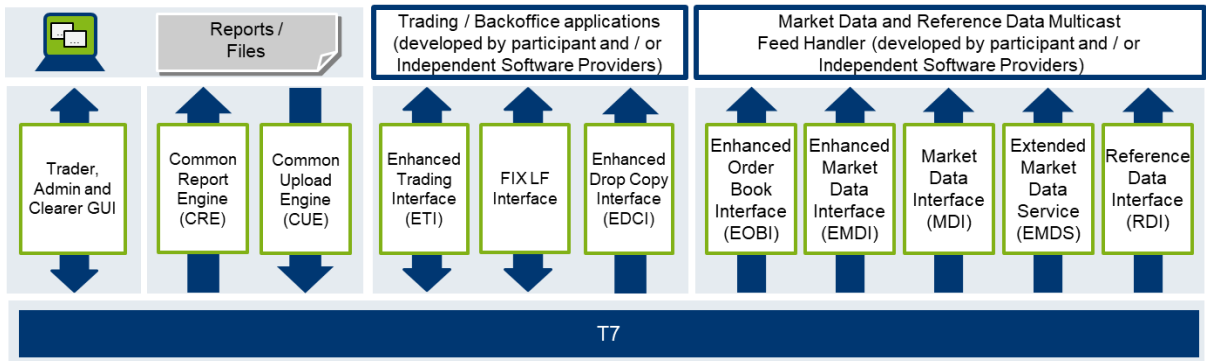 Reports /
Files
Trading / Backoffice applications
(developed by participant and / or
Independent Software Providers)
Market Data and Reference Data Multicast
Feed Handler (developed by participant and / or
Independent Software Providers)
Trader,
Admin and
Clearer GUI
Common
Report
Engine
(CRE)
Common
Upload
Engine
(CUE)
Enhanced
Trading
Interface
(ETI)
FIX LF
Interface
Enhanced
Drop Copy
Interface
(EDCI)
Enhanced
Order
Book
Interface
(EOBI)
Enhanced
Market
Data
Interface
(EMDI)
Market
Data
Interface
(MDI)
Extended
Market
Data
Service
(EMDS)
Reference
Data
Interface
(RDI)
T7